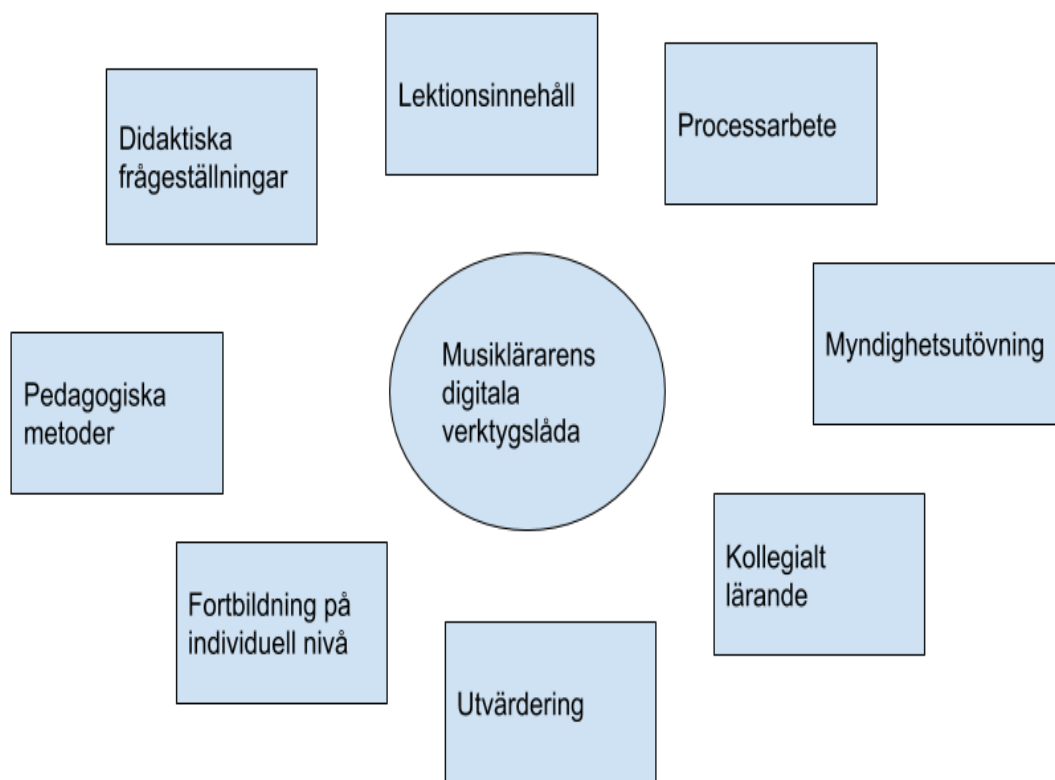 Lektionsinnehåll
Processarbete
Didaktiska
frågeställningar
Myndighetsutövning
Musiklärarens
digitala
verktygslåda
Pedagogiska
metoder
Kollegialt
lärande
Fortbildning på
individuell nivå
Utvärdering